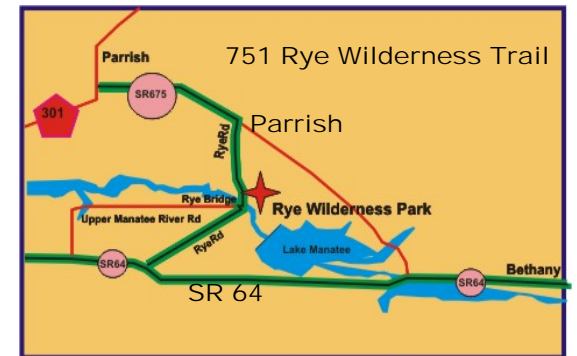 751 Rye Wilderness Trail
Parrish
SR675
301
Parrish
RyeRd
Rye Bridge
Rye Wilderness Park
Upper Manatee River Rd
RyeRd
Lake Manatee
SR64
Bethany
SR64
SR 64